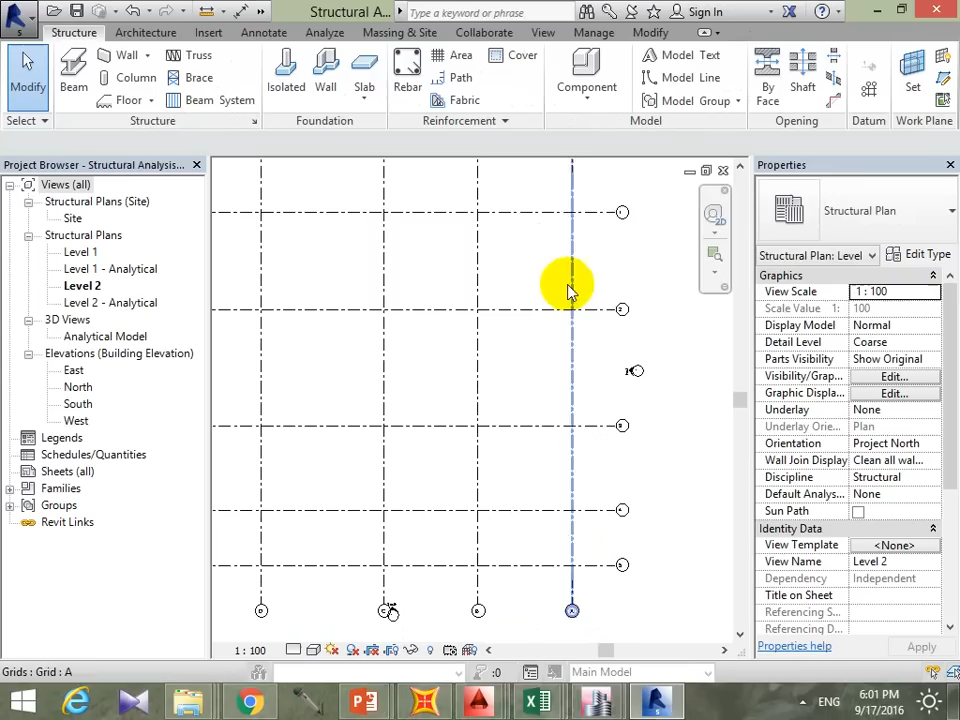 Structural A...
Type a keyword or phrase
Sign In
Structure Architecture Insert Annotate Analyze Massing & Site Collaborate View Manage Modify
Modify
Select
Beam
Wall
Column
Floor
Truss
Brace
Beam System
Structure
Isolated
Wall
Slab
Foundation
Rebar
Area
Path
Fabric
Cover
Reinforcement
Component
Model Text
Model Line
Model Group
Model
By
Face
Shaft
Opening
Datum
Set
Work Plane
Project Browser - Structural Analysis...
Views (all)
Structural Plans (Site)
Site
Structural Plans
Level 1
Level 1 - Analytical
Level 2
Level 2 - Analytical
3D Views
Analytical Model
Elevations (Building Elevation)
East
North
South
West
Legends
Schedules/Quantities
Sheets (all)
Families
Groups
Revit Links
2D
1 : 100
Properties
Structural Plan
Structural Plan: Level
Edit Type
Graphics
View Scale 1 : 100
Scale Value 1: 100
Display Model Normal
Detail Level Coarse
Parts Visibility Show Original
Visibility/Grap... Edit...
Graphic Displa... Edit...
Underlay None
Underlay Orie... Plan
Orientation Project North
Wall Join Display Clean all wal...
Discipline Structural
Default Analys... None
Sun Path
Identity Data
View Template <None>
View Name Level 2
Dependency Independent
Title on Sheet
Referencing S...
Referencing D...
Properties help
Apply
Grids : Grid : A
:0
Main Model
ENG
6:01 PM
9/17/2016